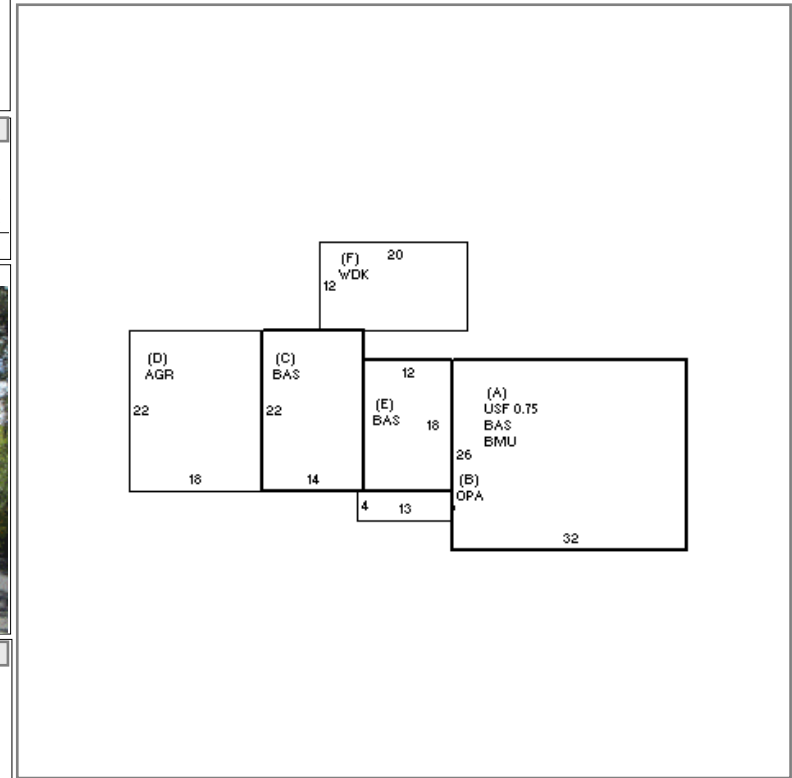 (F)
WDK
20
12
(D)
AGR
22
18
(C)
BAS
22
14
12
(E)
BAS
18
(A)
USF 0.75
BAS
BMU
26
(B)
OPA
4
13
32